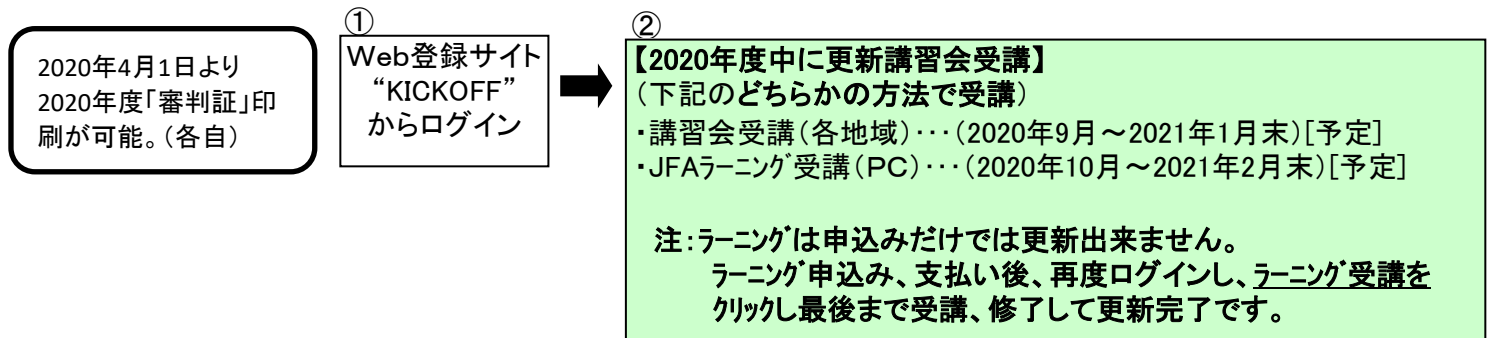 2020年4月1日より
2020年度「審判証」印
刷が可能。（各自）
①
Ｗｅｂ登録サイト
“KICKOFF”
からログイン
②
【2020年度中に更新講習会受講】
（下記のどちらかの方法で受講）
・講習会受講（各地域）・・・（2020年9月～2021年1月末）[予定]
・JFAﾗｰﾆﾝｸﾞ受講（ＰＣ）・・・（2020年10月～2021年2月末）[予定]
注：ﾗｰﾆﾝｸﾞは申込みだけでは更新出来ません。
ﾗｰﾆﾝｸﾞ申込み、支払い後、再度ログインし、ﾗｰﾆﾝｸﾞ受講を
ｸﾘｯｸし最後まで受講、修了して更新完了です。